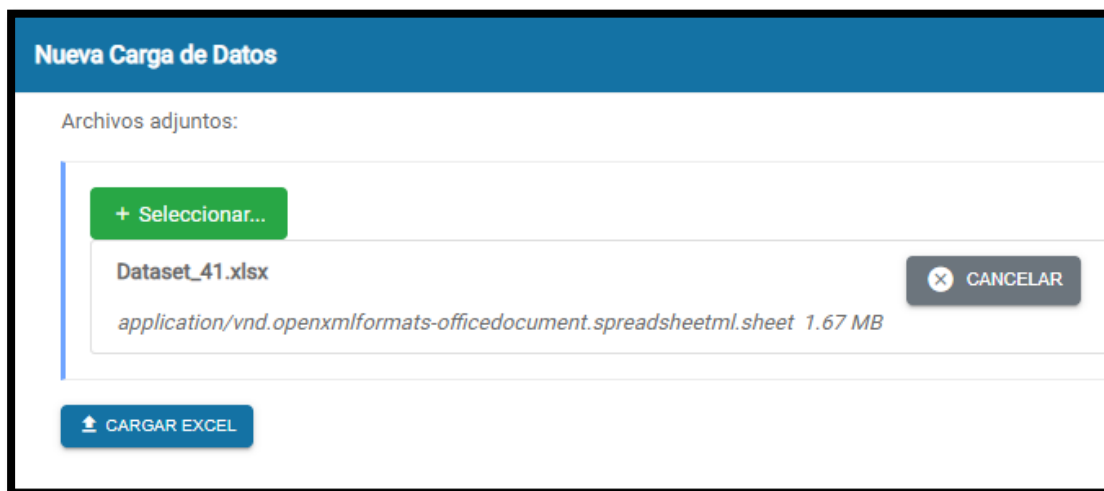 Nueva Carga de Datos
Archivos adjuntos:
+ Seleccionar...
Dataset_41.xlsx
CANCELAR
application/vnd.openxmlformats-officedocument.spreadsheetml.sheet 1.67 MB
CARGAR EXCEL